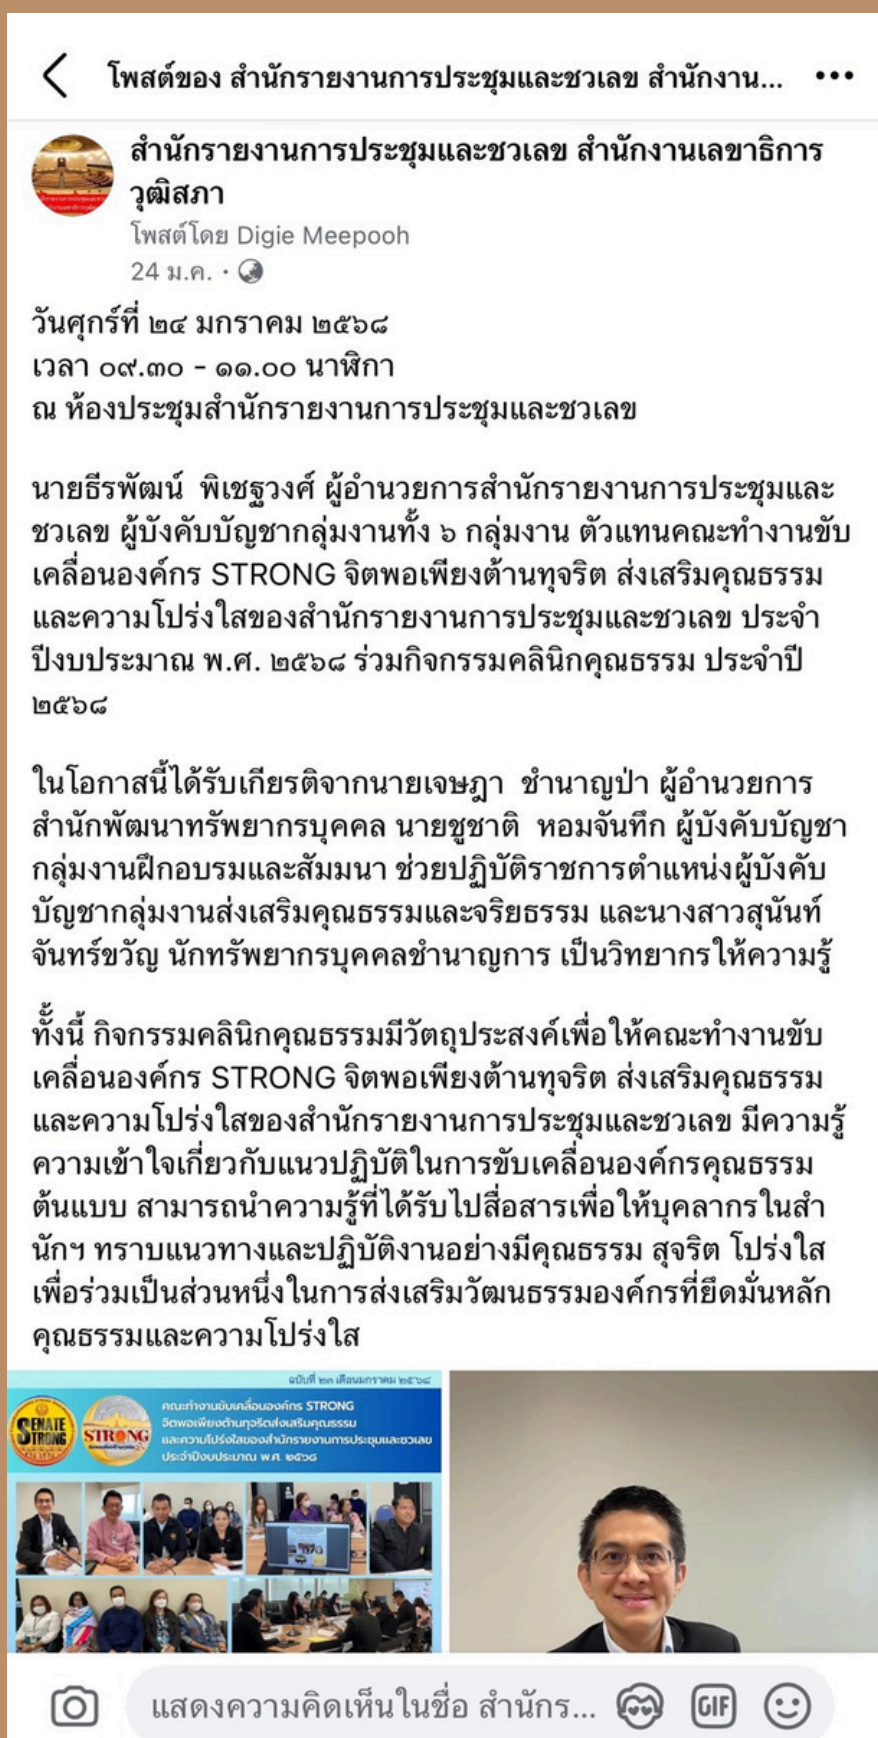 โพสต์ของ สำนักรายงานการประชุมและชวเลข สำนักงาน...
สำนักรายงานการประชุมและชวเลข สำนักงานเลขาธิการ
วุฒิสภา
โพสต์โดย Digie Meepooh
24 ม.ค. ·
วันศุกร์ที่ ๒๔ มกราคม ๒๕๖๘
เวลา ๐๙.๓๐ - ๑๑.๐๐ นาฬิกา
ณ ห้องประชุมสำนักรายงานการประชุมและชวเลข
นายธีรพัฒน์  พิเชฐวงศ์ ผู้อำนวยการสำนักรายงานการประชุมและ
ชวเลข ผู้บังคับบัญชากลุ่มงานทั้ง ๖ กลุ่มงาน ตัวแทนคณะทำงานขับ
เคลื่อนองค์กร STRONG จิตพอเพียงต้านทุจริต ส่งเสริมคุณธรรม
และความโปร่งใสของสำนักรายงานการประชุมและชวเลข ประจำ
ปีงบประมาณ พ.ศ. ๒๕๖๘ ร่วมกิจกรรมคลินิกคุณธรรม ประจำปี
๒๕๖๘
ในโอกาสนี้ได้รับเกียรติจากนายเจษฎา  ชำนาญป่า ผู้อำนวยการ
สำนักพัฒนาทรัพยากรบุคคล นายชูชาติ  หอมจันทึก ผู้บังคับบัญชา
กลุ่มงานฝึกอบรมและสัมมนา ช่วยปฏิบัติราชการตำแหน่งผู้บังคับ
บัญชากลุ่มงานส่งเสริมคุณธรรมและจริยธรรม และนางสาวสุนันท์
จันทร์ขวัญ นักทรัพยากรบุคคลชำนาญการ เป็นวิทยากรให้ความรู้
ทั้งนี้ กิจกรรมคลินิกคุณธรรมมีวัตถุประสงค์เพื่อให้คณะทำงานขับ
เคลื่อนองค์กร STRONG จิตพอเพียงต้านทุจริต ส่งเสริมคุณธรรม
และความโปร่งใสของสำนักรายงานการประชุมและชวเลข มีความรู้
ความเข้าใจเกี่ยวกับแนวปฏิบัติในการขับเคลื่อนองค์กรคุณธรรม
ต้นแบบ สามารถนำความรู้ที่ได้รับไปสื่อสารเพื่อให้บุคลากรในสำ
นักฯ ทราบแนวทางและปฏิบัติงานอย่างมีคุณธรรม สุจริต โปร่งใส
เพื่อร่วมเป็นส่วนหนึ่งในการส่งเสริมวัฒนธรรมองค์กรที่ยึดมั่นหลัก
คุณธรรมและความโปร่งใส
ฉบับที่ ๒๓ เดือนมกราคม ๒๕๖๘
SENATE
STRONG
STRONG
คณะทำงานขับเคลื่อนองค์กร STRONG
จิตพอเพียงต้านทุจริตส่งเสริมคุณธรรม
และความโปร่งใสของสำนักรายงานการประชุมและชวเลข
ประจำปีงบประมาณ พ.ศ. ๒๕๖๘
แสดงความคิดเห็นในชื่อ สำนักร...
GIF